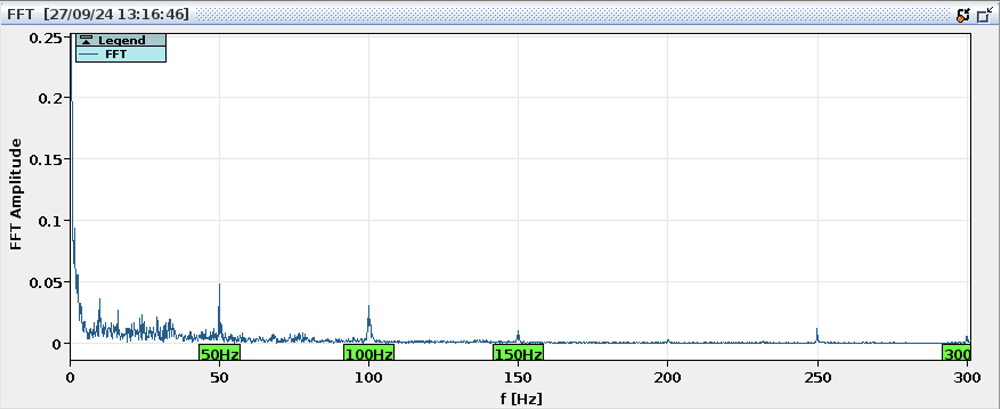 FFT [27/09/24 13:16:46]
Legend
FFT
0.25
0.2
0.15
0.1
0.05
0
FFT Amplitude
50Hz
100Hz
150Hz
300
0
50
100
150
200
250
300
f [Hz]